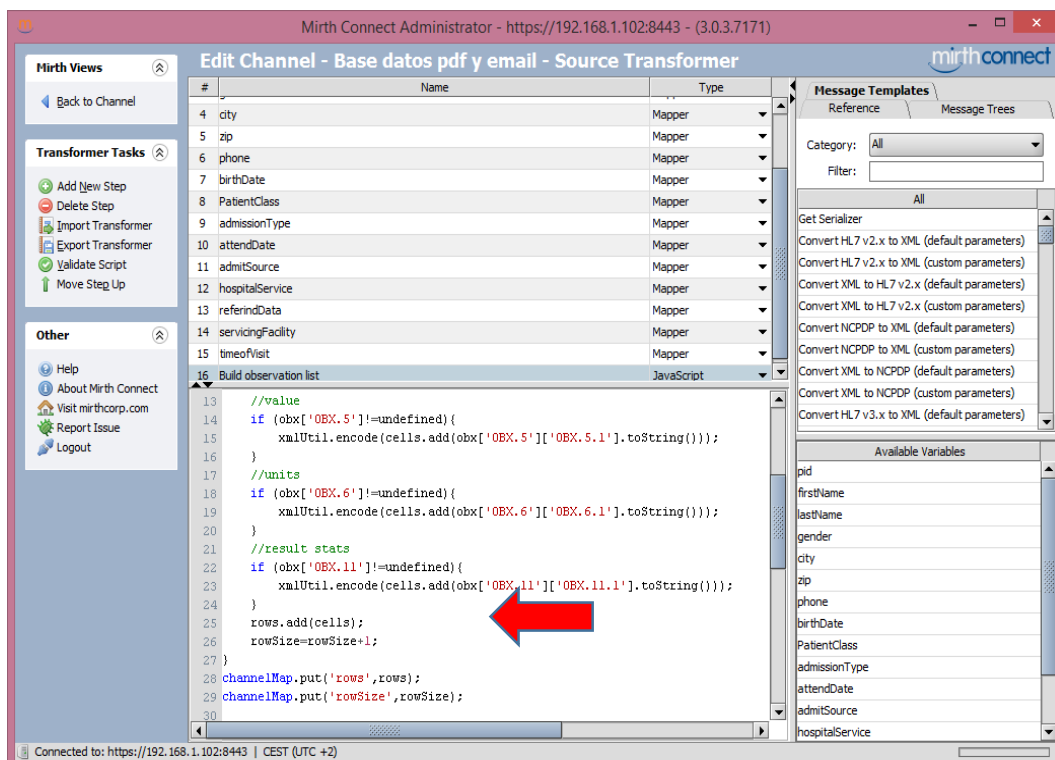 Mirth Connect Administrator - https://192.168.1.102:8443 - (3.0.3.7171)
Mirth Views
Back to Channel
Transformer Tasks
Add New Step
Delete Step
Import Transformer
Export Transformer
Validate Script
Move Step Up
Other
Help
About Mirth Connect
Visit mirthcorp.com
Report Issue
Logout
Edit Channel - Base datos pdf y email - Source Transformer
mirthconnect
# Name Type
4 city Mapper
5 zip Mapper
6 phone Mapper
7 birthDate Mapper
8 PatientClass Mapper
9 admissionType Mapper
10 attendDate Mapper
11 admitSource Mapper
12 hospitalService Mapper
13 referindData Mapper
14 servicingFacility Mapper
15 timeofVisit Mapper
16 Build observation list JavaScript
13 //value
14 if (obx['OBX.5']!=undefined){
15 xmlUtil.encode(cells.add(obx['OBX.5']['OBX.5.1'].toString()));
16 }
17 //units
18 if (obx['OBX.6']!=undefined){
19 xmlUtil.encode(cells.add(obx['OBX.6']['OBX.6.1'].toString()));
20 }
21 //result stats
22 if (obx['OBX.11']!=undefined){
23 xmlUtil.encode(cells.add(obx['OBX.11']['OBX.11.1'].toString()));
24 }
25 rows.add(cells);
26 rowSize=rowSize+1;
27 }
28 channelMap.put('rows',rows);
29 channelMap.put('rowSize',rowSize);
30
Message Templates
Reference Message Trees
Category: All
Filter:
All
Get Serializer
Convert HL7 v2.x to XML (default parameters)
Convert HL7 v2.x to XML (custom parameters)
Convert XML to HL7 v2.x (default parameters)
Convert XML to HL7 v2.x (custom parameters)
Convert NCPDP to XML (default parameters)
Convert NCPDP to XML (custom parameters)
Convert XML to NCPDP (default parameters)
Convert XML to NCPDP (custom parameters)
Convert HL7 v3.x to XML (default parameters)
Available Variables
pid
firstName
lastName
gender
city
zip
phone
birthDate
PatientClass
admissionType
attendDate
admitSource
hospitalService
Connected to: https://192.168.1.102:8443 | CEST (UTC +2)